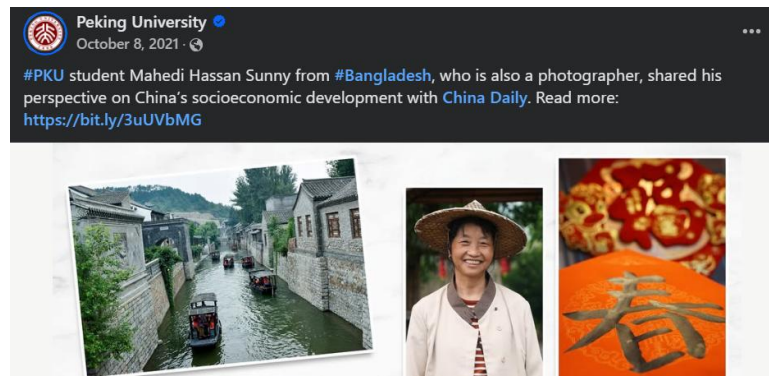 Peking University
October 8, 2021 ·
#PKU student Mahedi Hassan Sunny from #Bangladesh, who is also a photographer, shared his
perspective on China's socioeconomic development with China Daily. Read more:
https://bit.ly/3uUVbMG
春